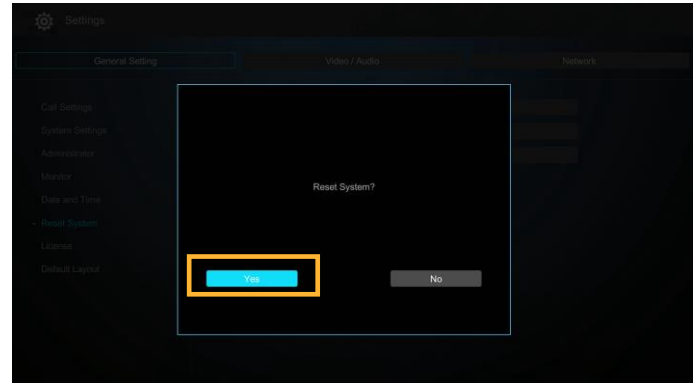 Settings
General Setting
Video / Audio
Network
Call Settings
System Settings
Administrator
Monitor
Date and Time
- Reset System
License
Default Layout
Reset System?
Yes
No